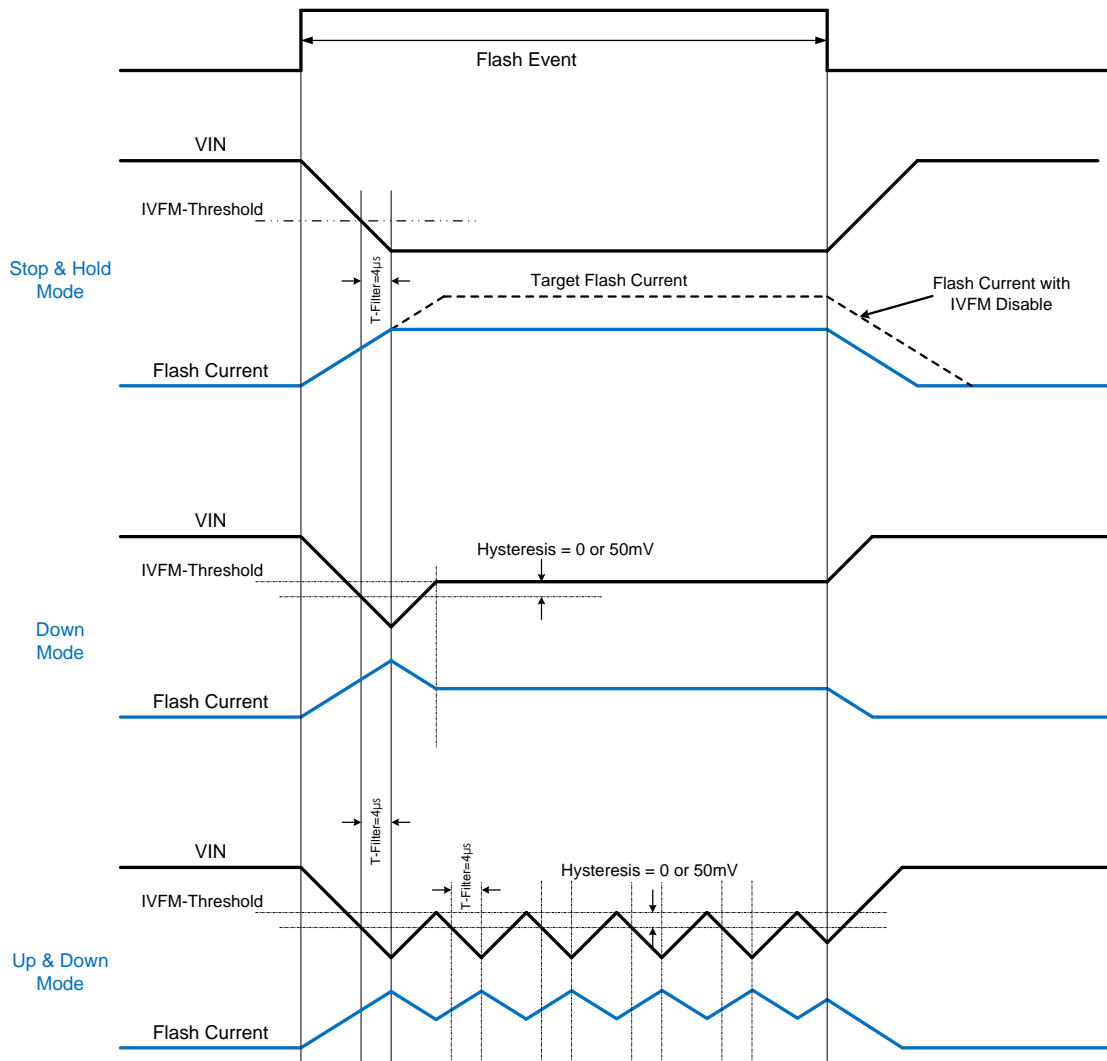 Flash Event
VIN
IVFM-Threshold
Stop & Hold
Mode
T-Filter=4µs
Target Flash Current
Flash Current with
IVFM Disable
Flash Current
VIN
Hysteresis = 0 or 50mV
IVFM-Threshold
Down
Mode
Flash Current
T-Filter=4µs
VIN
T-Filter=4µs
Hysteresis = 0 or 50mV
IVFM-Threshold
Up & Down
Mode
Flash Current